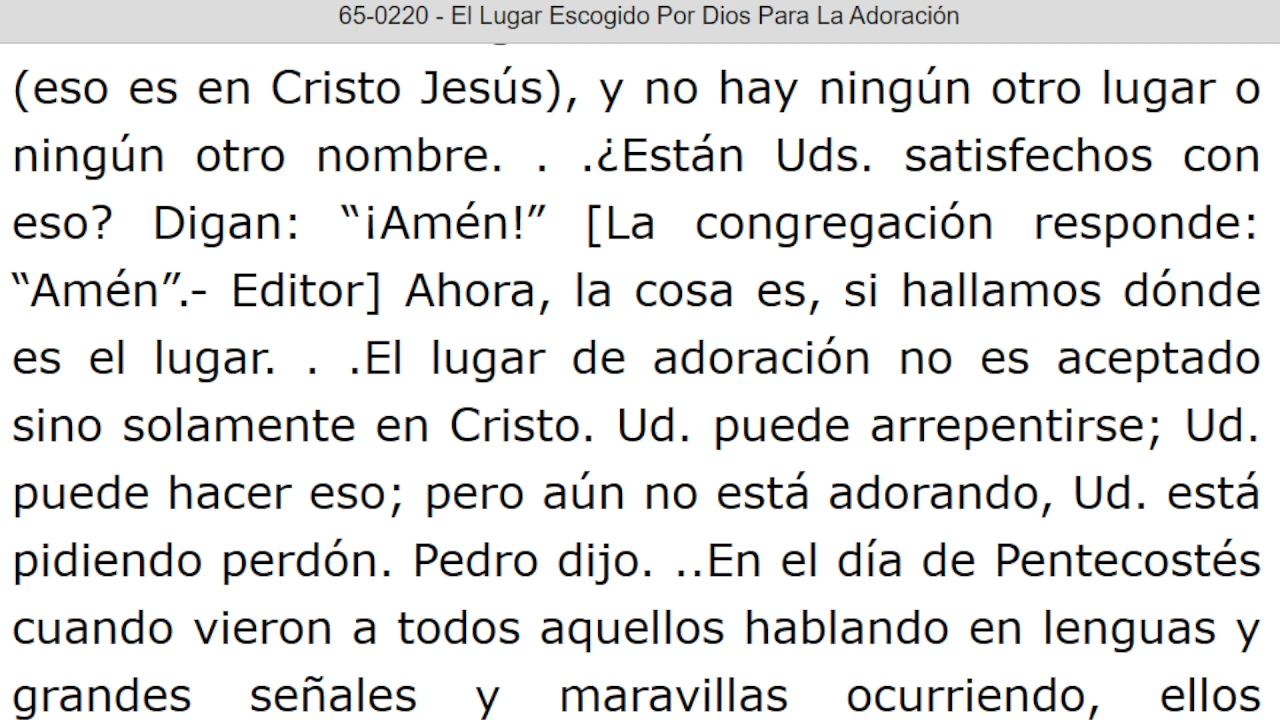 65-0220 - El Lugar Escogido Por Dios Para La Adoración
(eso es en Cristo Jesús), y no hay ningún otro lugar o
ningún otro nombre. . .¿Están Uds. satisfechos con
eso? Digan: “¡Amén!” [La congregación responde:
“Amén”.- Editor] Ahora, la cosa es, si hallamos dónde
es el lugar. . .El lugar de adoración no es aceptado
sino solamente en Cristo. Ud. puede arrepentirse; Ud.
puede hacer eso; pero aún no está adorando, Ud. está
pidiendo perdón. Pedro dijo. ..En el día de Pentecostés
cuando vieron a todos aquellos hablando en lenguas y
grandes señales y maravillas ocurriendo, ellos